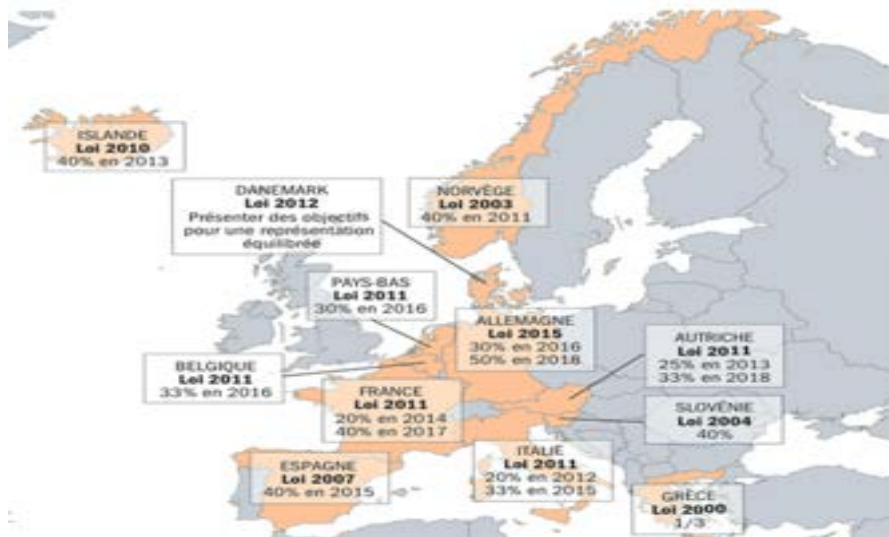 ISLANDE
Loi 2010
40% en 2013
DANEMARK
Loi 2012
Présenter des objectifs
pour une représentation
équilibrée
NORVÈGE
Loi 2003
40% en 2011
PAYS-BAS
Loi 2011
30% en 2016
ALLEMAGNE
Loi 2015
30% en 2016
50% en 2018
AUTRICHE
Loi 2011
25% en 2013
33% en 2018
BELGIQUE
Loi 2011
33% en 2016
FRANCE
Loi 2011
20% en 2014
40% en 2017
SLOVÉNIE
Loi 2004
40%
ESPAGNE
Loi 2007
40% en 2015
ITALIE
Loi 2011
20% en 2012
33% en 2015
GRÈCE
Loi 2000
1/3